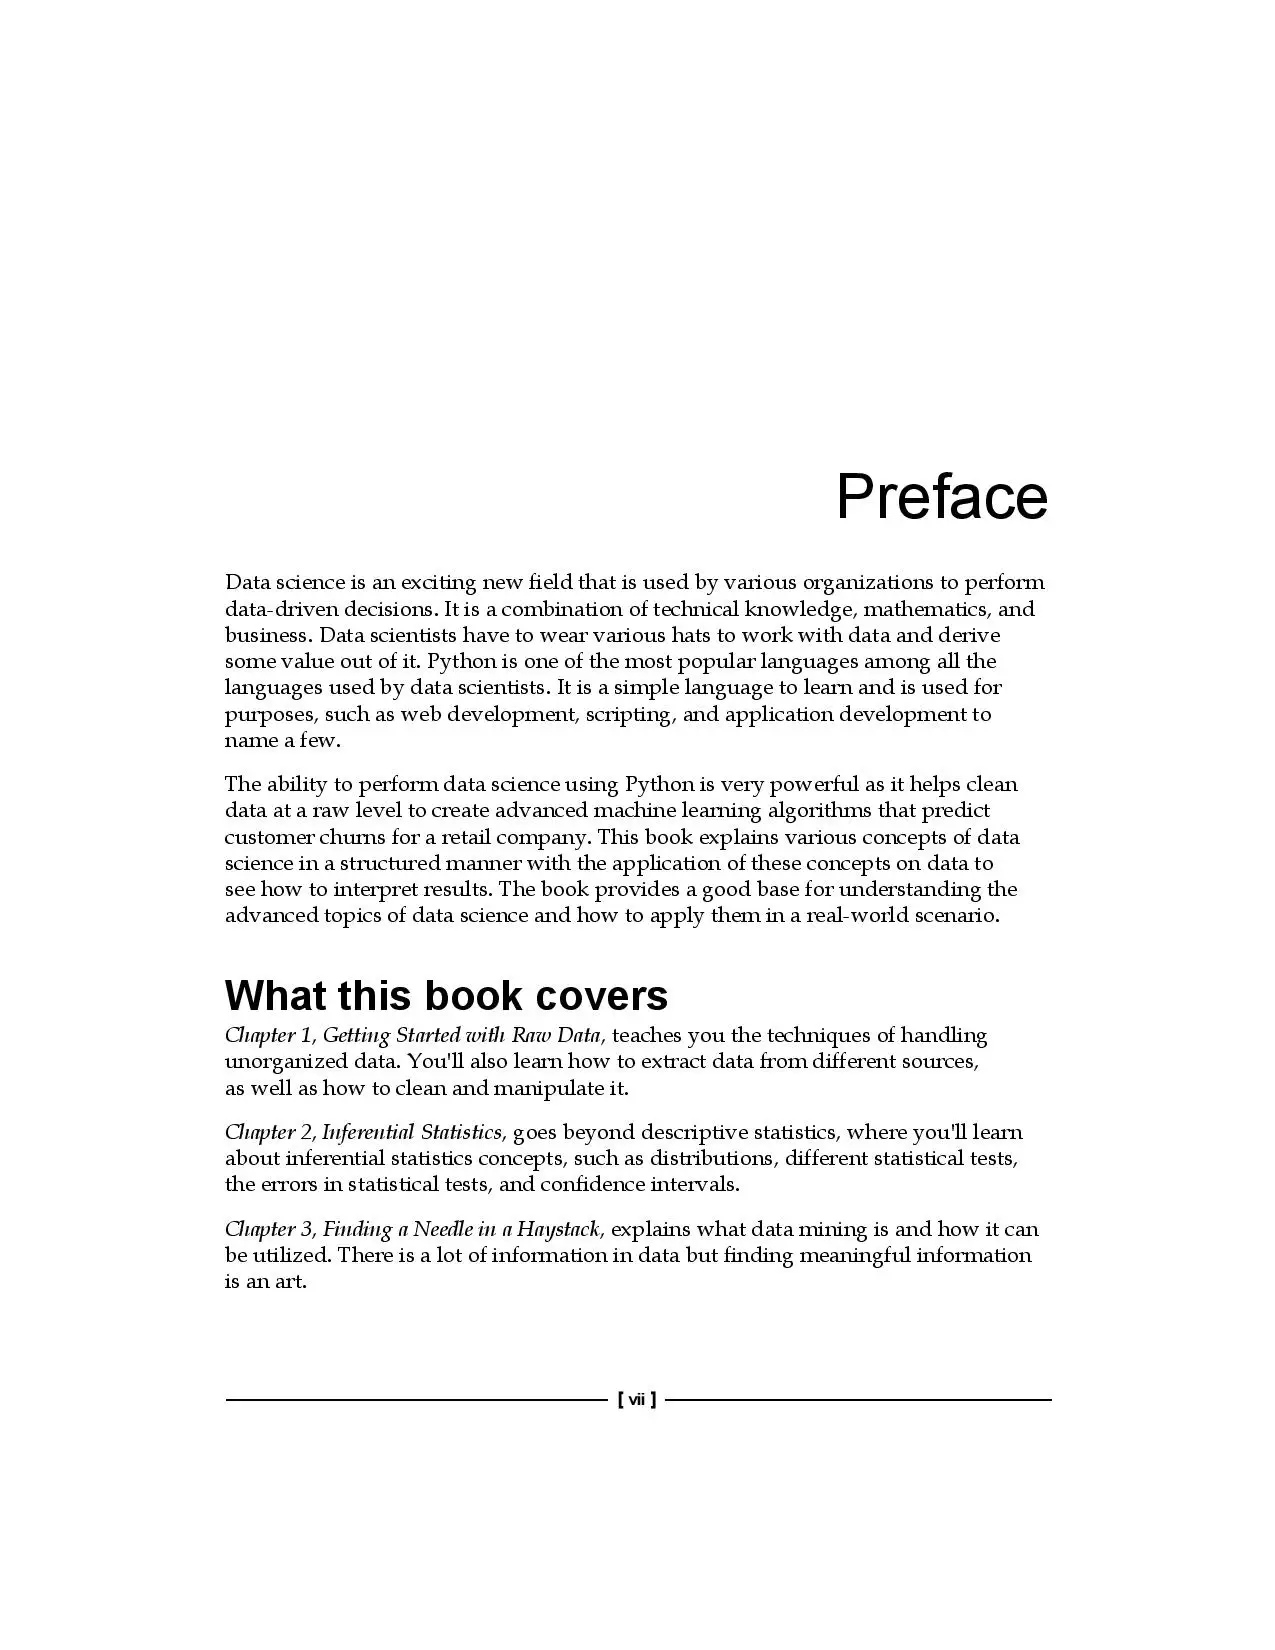 Preface
Data science is an exciting new field that is used by various organizations to perform
data-driven decisions. It is a combination of technical knowledge, mathematics, and
business. Data scientists have to wear various hats to work with data and derive
some value out of it. Python is one of the most popular languages among all the
languages used by data scientists. It is a simple language to learn and is used for
purposes, such as web development, scripting, and application development to
name a few.
The ability to perform data science using Python is very powerful as it helps clean
data at a raw level to create advanced machine learning algorithms that predict
customer churns for a retail company. This book explains various concepts of data
science in a structured manner with the application of these concepts on data to
see how to interpret results. The book provides a good base for understanding the
advanced topics of data science and how to apply them in a real-world scenario.
What this book covers
Chapter 1, Getting Started with Raw Data, teaches you the techniques of handling
unorganized data. You'll also learn how to extract data from different sources,
as well as how to clean and manipulate it.
Chapter 2, Inferential Statistics, goes beyond descriptive statistics, where you'll learn
about inferential statistics concepts, such as distributions, different statistical tests,
the errors in statistical tests, and confidence intervals.
Chapter 3, Finding a Needle in a Haystack, explains what data mining is and how it can
be utilized. There is a lot of information in data but finding meaningful information
is an art.
[ vii ]